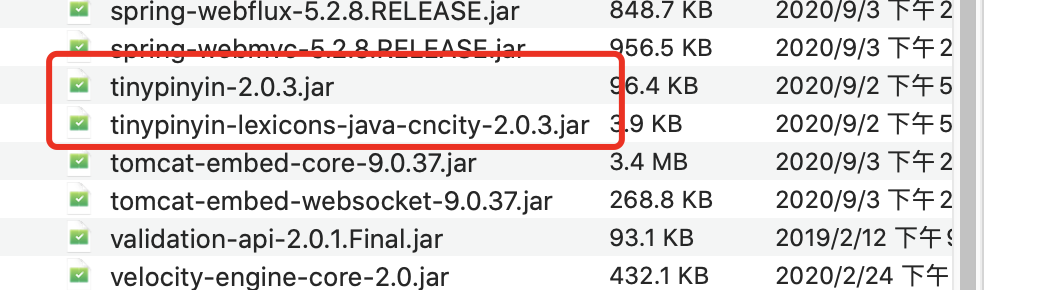 spring-webflux-5.2.8.RELEASE.jar 848.7 KB 2020/9/3 下午2
spring-webmvc-5.2.8.RELEASE.jar 956.5 KB 2020/9/3 下午2
tinypinyin-2.0.3.jar 96.4 KB 2020/9/2 下午5
tinypinyin-lexicons-java-cncity-2.0.3.jar 3.9 KB 2020/9/2 下午5
tomcat-embed-core-9.0.37.jar 3.4 MB 2020/9/3 下午2
tomcat-embed-websocket-9.0.37.jar 268.8 KB 2020/9/3 下午2
validation-api-2.0.1.Final.jar 93.1 KB 2019/2/12 下午9
velocity-engine-core-2.0.jar 432.1 KB 2020/2/24 下午